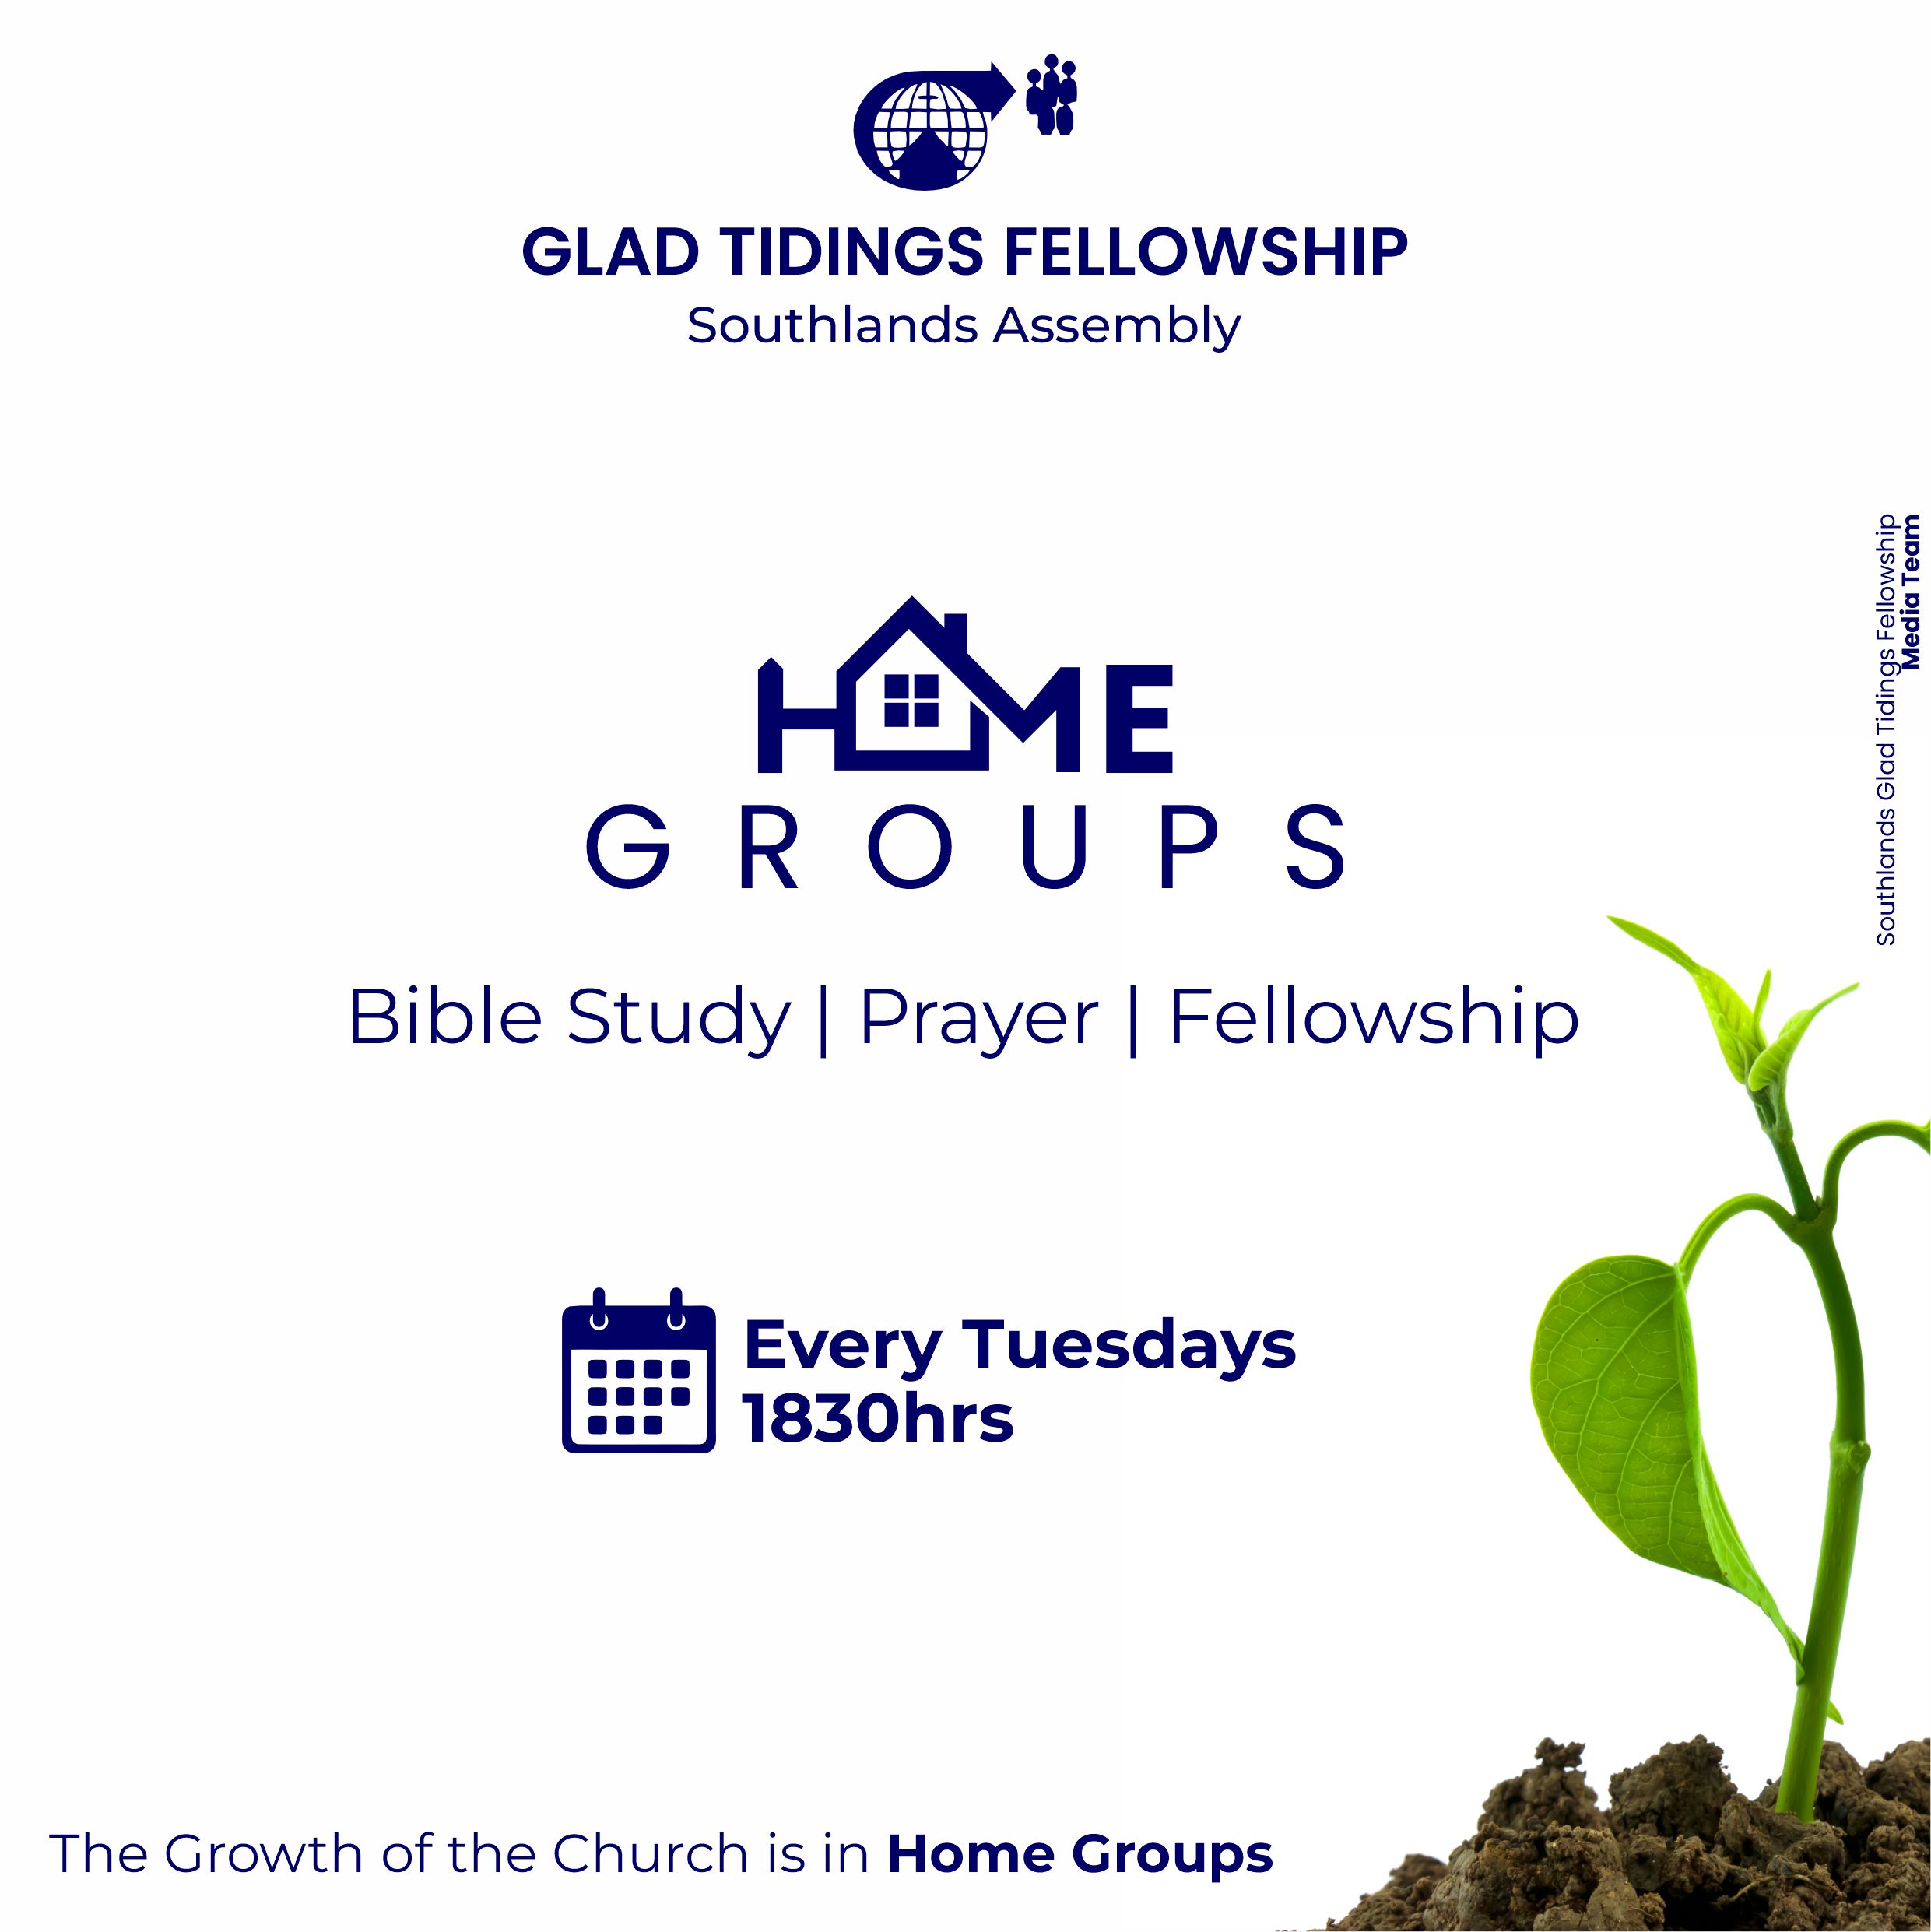 GLAD TIDINGS FELLOWSHIP
Southlands Assembly
HOME
GROUPS
Bible Study | Prayer | Fellowship
Every Tuesdays
1830hrs
The Growth of the Church is in Home Groups
Southlands Glad Tidings Fellowship
Media Team